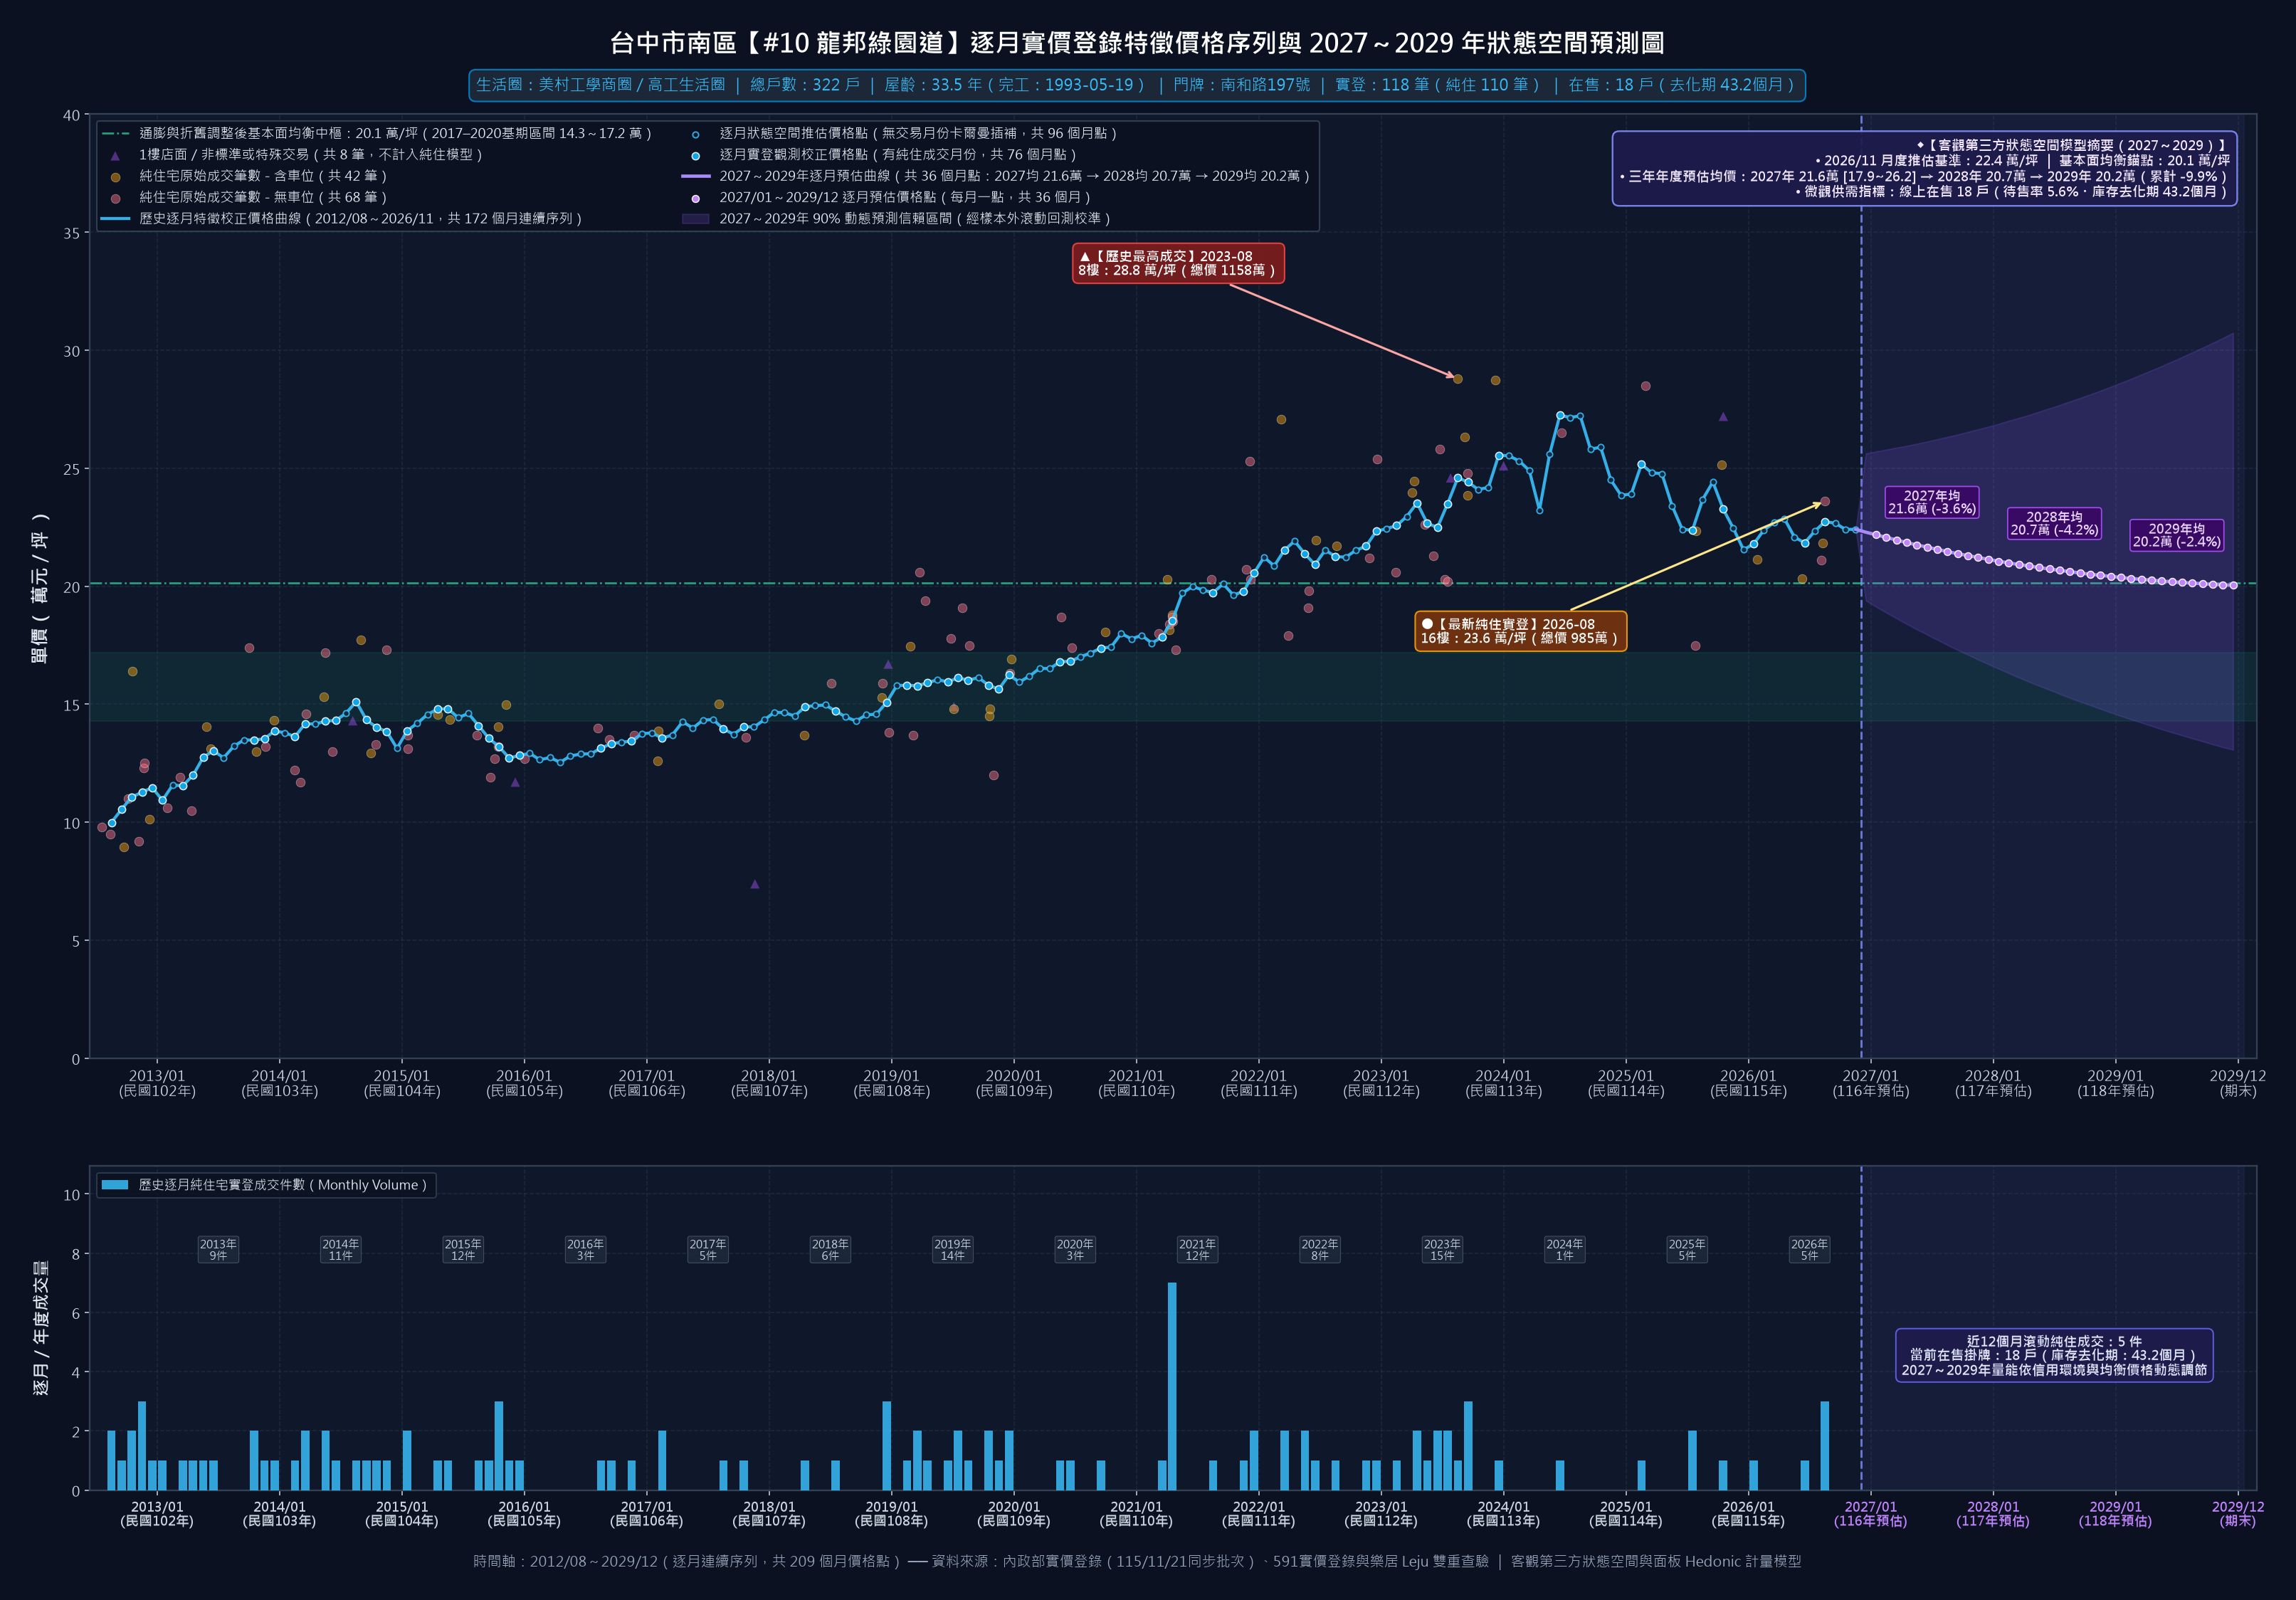 台中市南區【#10 龍邦綠園道】逐月實價登錄特徵價格序列與 2027～2029 年狀態空間預測圖
生活圈：美村工學商圈 / 高工生活圈 ｜ 總戶數：322 戶 ｜ 屋齡：33.5 年 ( 完工：1993-05-19 ) ｜ 門牌：南和路197號 ｜ 實登：118 筆 ( 純住 110 筆 ) ｜ 在售：18 戶 ( 去化期 43.2個月 )
通膨與折舊調整後基本面均衡中樞：20.1 萬/坪 ( 2017–2020基期區間 14.3～17.2 萬 )
1樓店面 / 非標準或特殊交易 ( 共 8 筆，不計入純住模型 )
純住宅原始成交筆數 - 含車位 ( 共 42 筆 )
純住宅原始成交筆數 - 無車位 ( 共 68 筆 )
歷史逐月特徵校正價格曲線 ( 2012/08～2026/11，共 172 個月連續序列 )
逐月狀態空間推估價格點 ( 無交易月份卡爾曼插補，共 96 個月點 )
逐月實登觀測校正價格點 ( 有純住成交月份，共 76 個月點 )
2027～2029年逐月預估曲線 ( 共 36 個月點：2027均 21.6萬 → 2028均 20.7萬 → 2029均 20.2萬 )
2027/01～2029/12 逐月預估價格點 ( 每月一點，共 36 個月 )
2027～2029年 90% 動態預測信賴區間 ( 經樣本外滾動回測校準 )
◆【 客觀第三方狀態空間模型摘要 ( 2027～2029 ) 】
• 2026/11 月度推估基準：22.4 萬/坪 ｜ 基本面均衡錨點：20.1 萬/坪
• 三年年度預估均價：2027年 21.6萬 [17.9~26.2] → 2028年 20.7萬 → 2029年 20.2萬 ( 累計 -9.9% )
• 微觀供需指標：線上在售 18 戶 ( 待售率 5.6%・庫存去化期 43.2個月 )
▲【 歷史最高成交】2023-08
8樓：28.8 萬/坪 ( 總價 1158萬 )
●【 最新純住實登】2026-08
16樓：23.6 萬/坪 ( 總價 985萬 )
2027年均
21.6萬 (-3.6%)
2028年均
20.7萬 (-4.2%)
2029年均
20.2萬 (-2.4%)
單價 ( 萬元 / 坪 )
40
35
30
25
20
15
10
5
0
2013/01
(民國102年)
2014/01
(民國103年)
2015/01
(民國104年)
2016/01
(民國105年)
2017/01
(民國106年)
2018/01
(民國107年)
2019/01
(民國108年)
2020/01
(民國109年)
2021/01
(民國110年)
2022/01
(民國111年)
2023/01
(民國112年)
2024/01
(民國113年)
2025/01
(民國114年)
2026/01
(民國115年)
2027/01
(116年預估)
2028/01
(117年預估)
2029/01
(118年預估)
2029/12
(期末)
歷史逐月純住宅實登成交件數 ( Monthly Volume )
逐月 / 年度成交量
10
8
6
4
2
0
2013年
9件
2014年
11件
2015年
12件
2016年
3件
2017年
5件
2018年
6件
2019年
14件
2020年
3件
2021年
12件
2022年
8件
2023年
15件
2024年
1件
2025年
5件
2026年
5件
近12個月滾動純住成交：5 件
當前在售掛牌：18 戶 ( 庫存去化期：43.2個月 )
2027～2029年量能依信用環境與均衡價格動態調節
2013/01
(民國102年)
2014/01
(民國103年)
2015/01
(民國104年)
2016/01
(民國105年)
2017/01
(民國106年)
2018/01
(民國107年)
2019/01
(民國108年)
2020/01
(民國109年)
2021/01
(民國110年)
2022/01
(民國111年)
2023/01
(民國112年)
2024/01
(民國113年)
2025/01
(民國114年)
2026/01
(民國115年)
2027/01
(116年預估)
2028/01
(117年預估)
2029/01
(118年預估)
2029/12
(期末)
時間軸：2012/08～2029/12 ( 逐月連續序列，共 209 個月價格點 ) ── 資料來源：內政部實價登錄 ( 115/11/21同步批次 ) 、591實價登錄與樂居 Leju 雙重查驗 ｜ 客觀第三方狀態空間與面板 Hedonic 計量模型